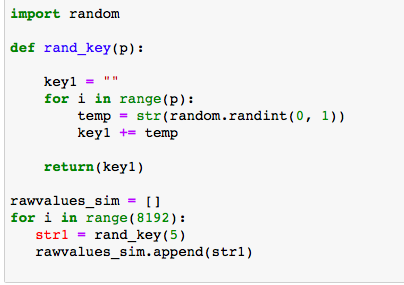 import random
def rand_key(p):
    key1 = ""
    for i in range(p):
        temp = str(random.randint(0, 1))
        key1 += temp
    return(key1)
rawvalues_sim = []
for i in range(8192):
   str1 = rand_key(5)
   rawvalues_sim.append(str1)